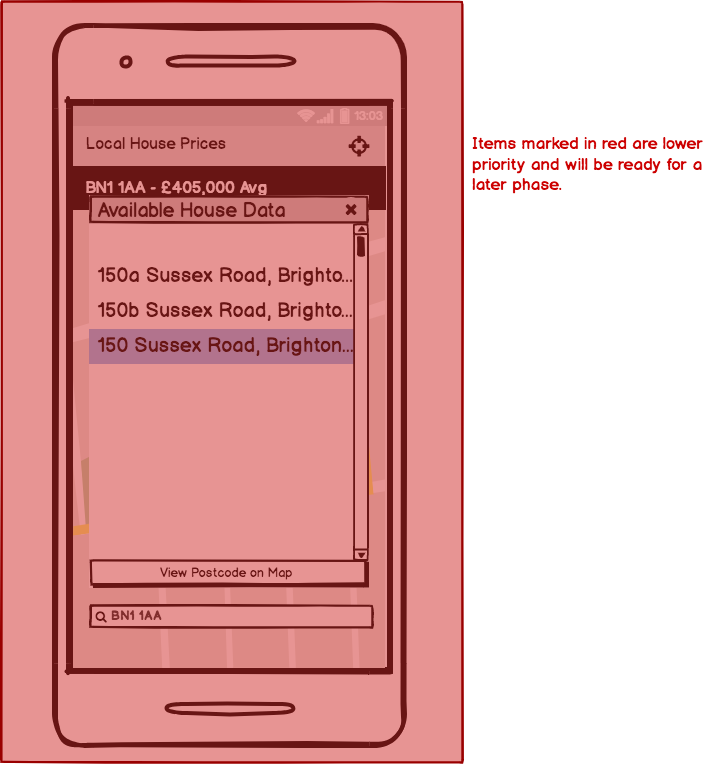 13:03
Local House Prices
Items marked in red are lower
priority and will be ready for a
later phase.
BN1 1AA - £405,000 Avg
Available House Data
150a Sussex Road, Brighto...
150b Sussex Road, Brighto...
150 Sussex Road, Brighton...
View Postcode on Map
BN1 1AA